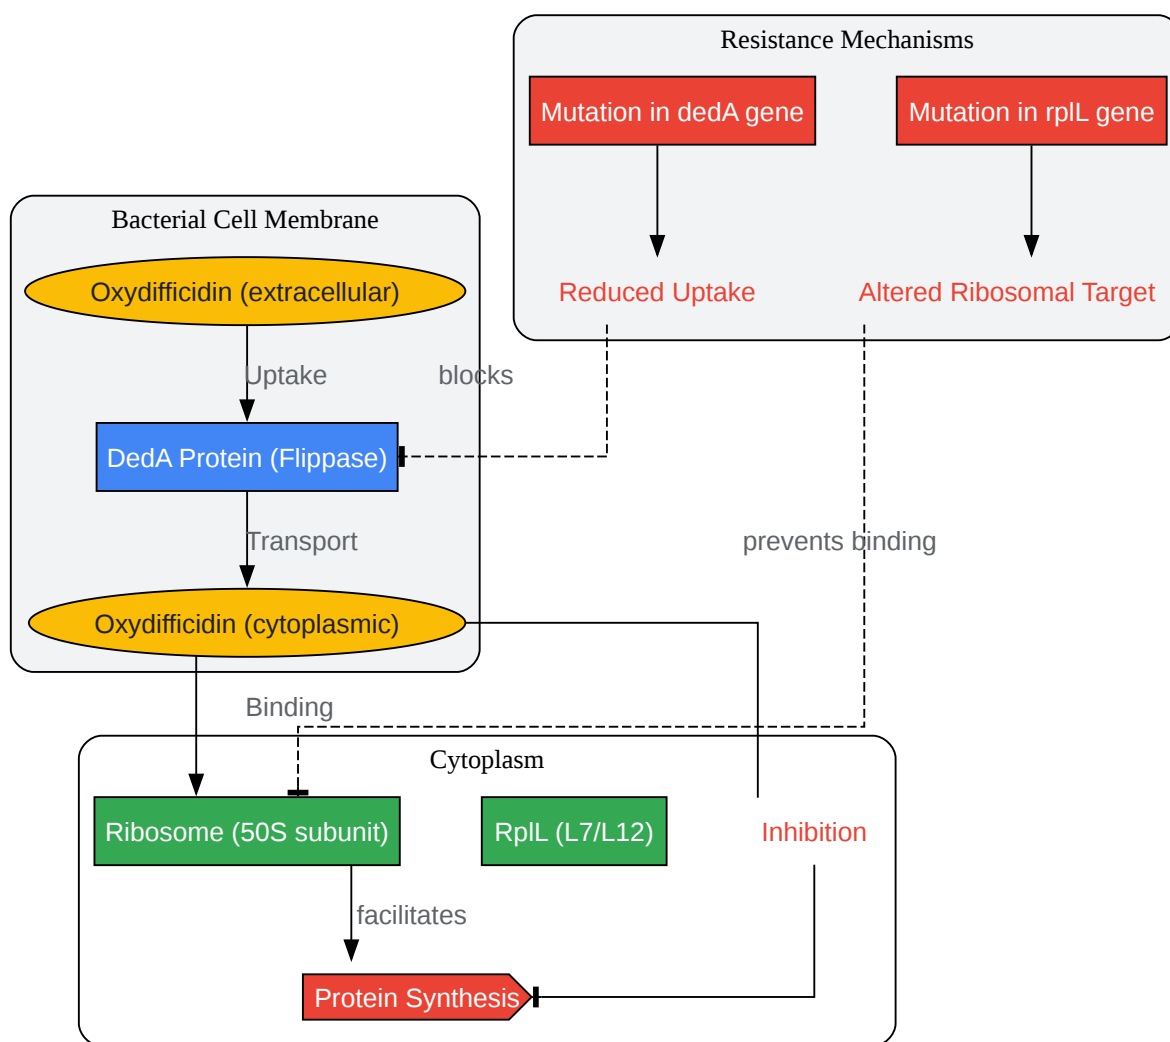 Resistance Mechanisms
Mutation in dedA gene
Mutation in rplL gene
Bacterial Cell Membrane
Oxydifficidin (extracellular)
Reduced Uptake
Altered Ribosomal Target
Uptake
blocks
DedA Protein (Flippase)
Transport
prevents binding
Oxydifficidin (cytoplasmic)
Binding
Cytoplasm
Ribosome (50S subunit)
RplL (L7/L12)
Inhibition
facilitates
Protein Synthesis